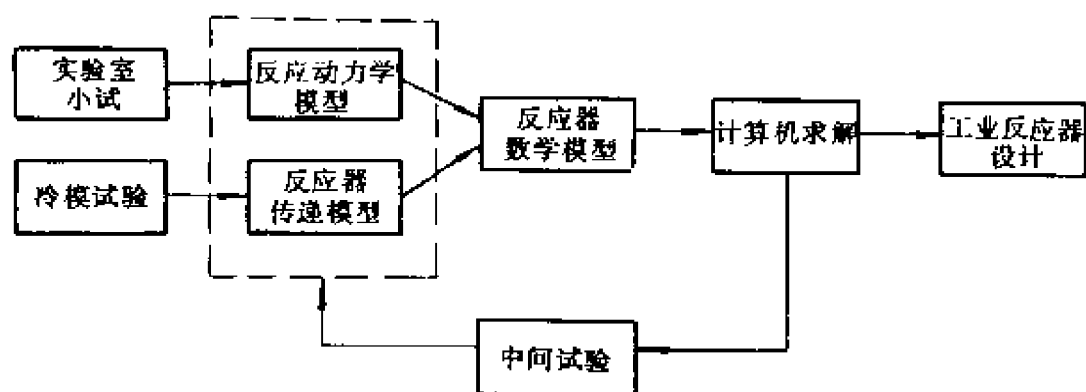 实验室
小试
反应动力学
模型
冷模试验
反应器
传递模型
反应器
数学模型
计算机求解
工业反应器
设计
中间试验